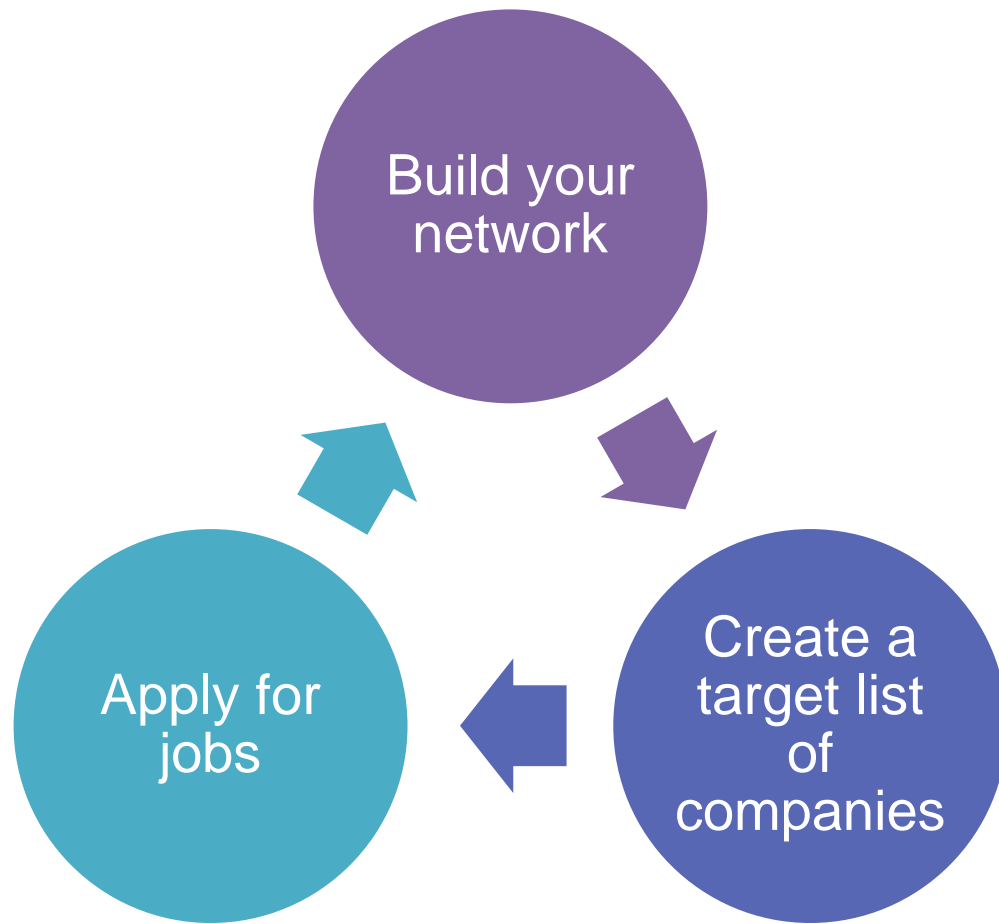 Build your
network
Create a
target list
of
companies
Apply for
jobs